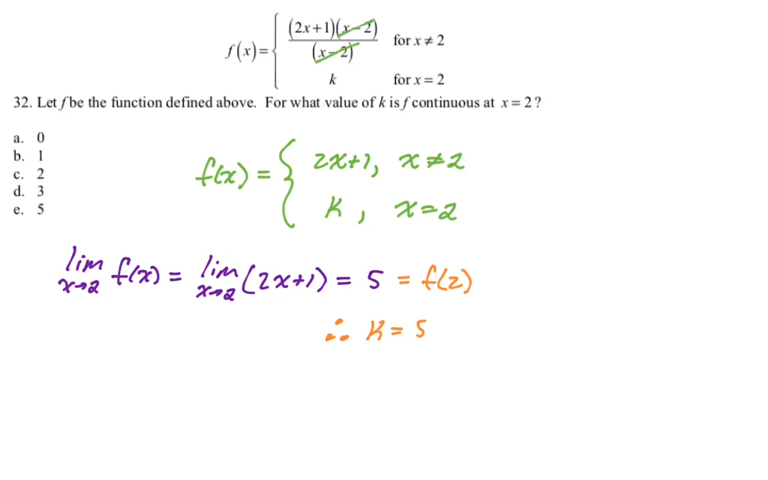 f(x) = { (2x+1)(x−2) / (x−2) for x ≠ 2
k for x = 2
32. Let f be the function defined above. For what value of k is f continuous at x = 2?
a. 0
b. 1
c. 2
d. 3
e. 5
f(x) = { 2x+1, x≠2
K, x=2
lim x→2 f(x) = lim x→2 (2x+1) = 5 = f(2)
∴ K = 5